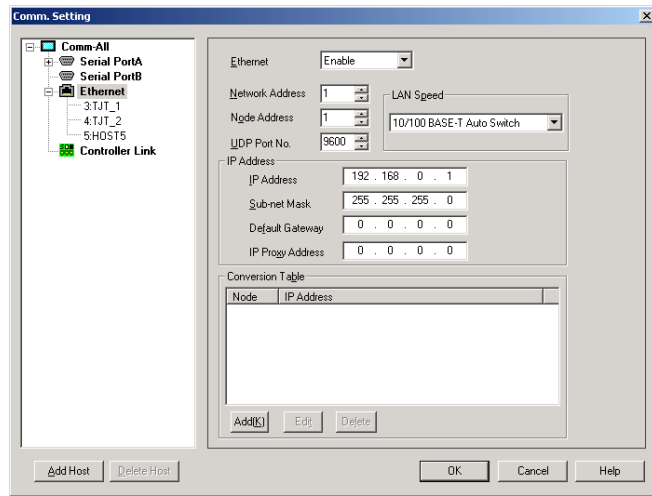 Comm. Setting
Comm-All
Serial PortA
Serial PortB
Ethernet
3:TJT_1
4:TJT_2
5:HOST5
Controller Link
Ethernet Enable
Network Address 1
Node Address 1
UDP Port No. 9600
LAN Speed
10/100 BASE-T Auto Switch
IP Address
IP Address 192 . 168 . 0 . 1
Sub-net Mask 255 . 255 . 255 . 0
Default Gateway 0 . 0 . 0 . 0
IP Proxy Address 0 . 0 . 0 . 0
Conversion Table
Node IP Address
Add(K) Edit Delete
Add Host Delete Host OK Cancel Help